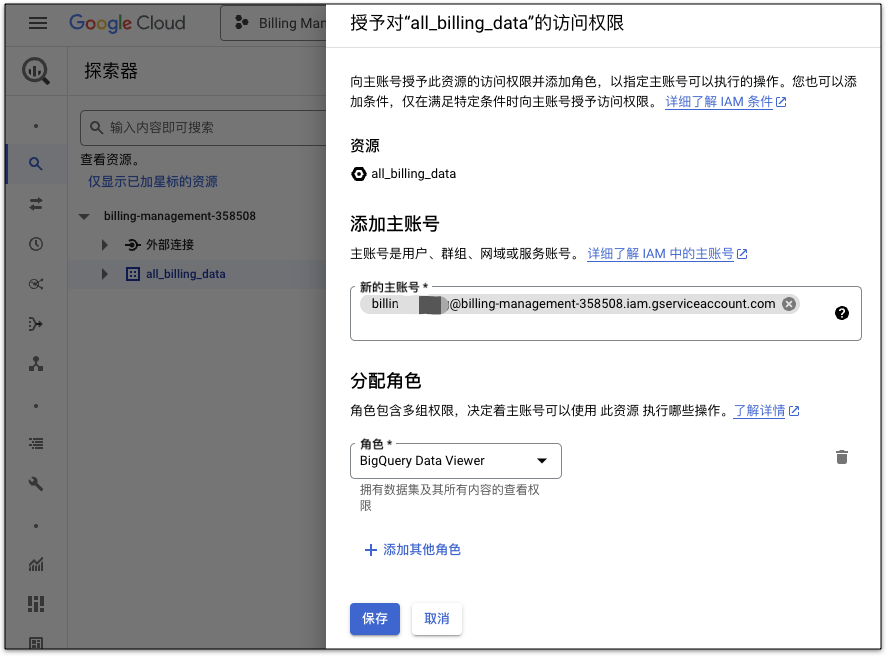 Google Cloud
Billing Man
探索器
输入内容即可搜索
查看资源。
仅显示已加星标的资源
billing-management-358508
外部连接
all_billing_data
授予对“all_billing_data”的访问权限
向主账号授予此资源的访问权限并添加角色，以指定主账号可以执行的操作。您也可以添
加条件，仅在满足特定条件时向主账号授予访问权限。 详细了解 IAM 条件
资源
all_billing_data
添加主账号
主账号是用户、群组、网域或服务账号。 详细了解 IAM 中的主账号
新的主账号 *
billin @billing-management-358508.iam.gserviceaccount.com
分配角色
角色包含多组权限，决定着主账号可以使用 此资源 执行哪些操作。了解详情
角色 *
BigQuery Data Viewer
拥有数据集及其所有内容的查看权
限
添加其他角色
保存
取消